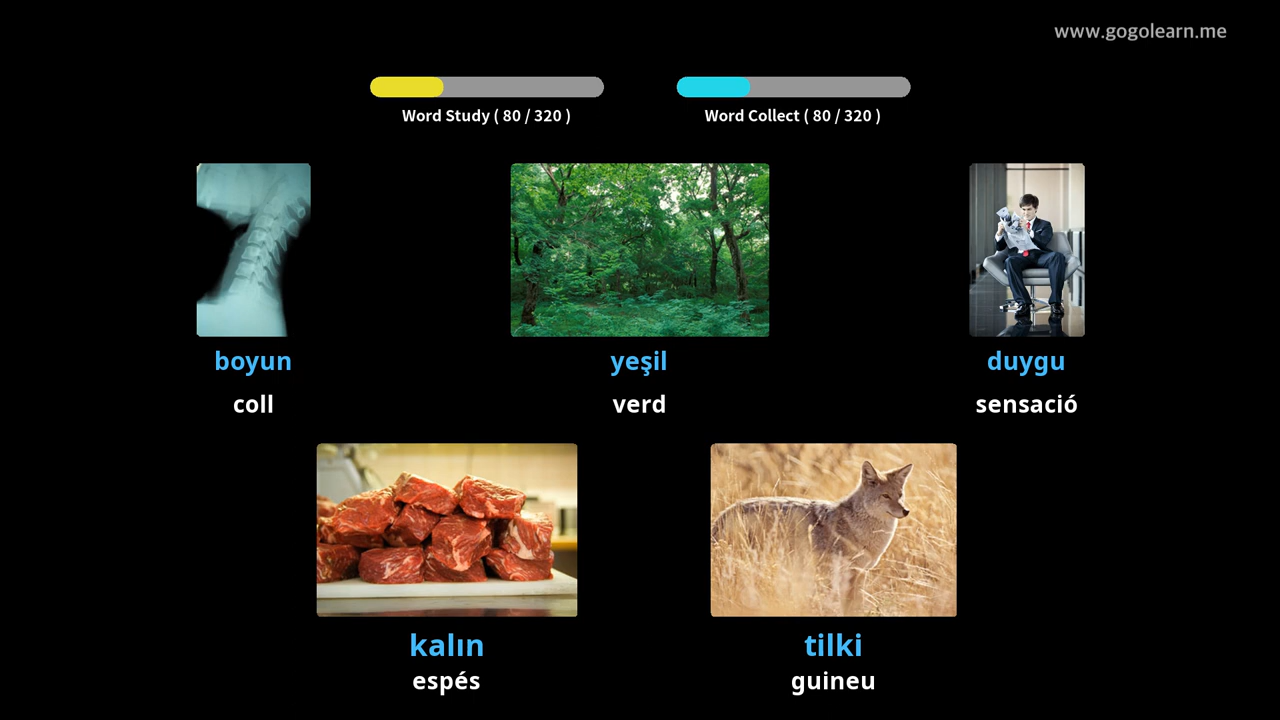 www.gogolearn.me
Word Study ( 80 / 320 )
Word Collect ( 80 / 320 )
boyun
yeşil
duygu
coll
verd
sensació
kalın
tilki
espés
guineu